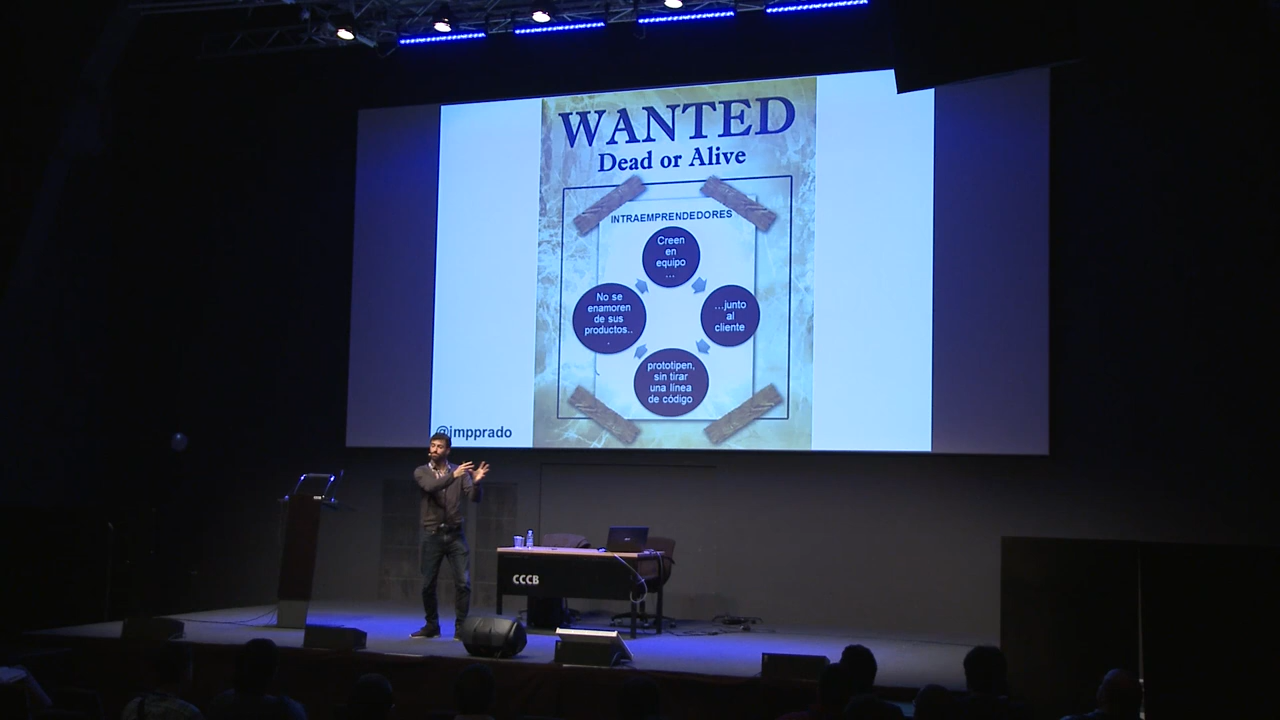 WANTED
Dead or Alive
INTRAEMPRENDEDORES
Creen
en
equipo
...
...junto
al
cliente
prototipen,
sin tirar
una línea
de código
No se
enamoren
de sus
productos..
.
@jmpprado
CCCB